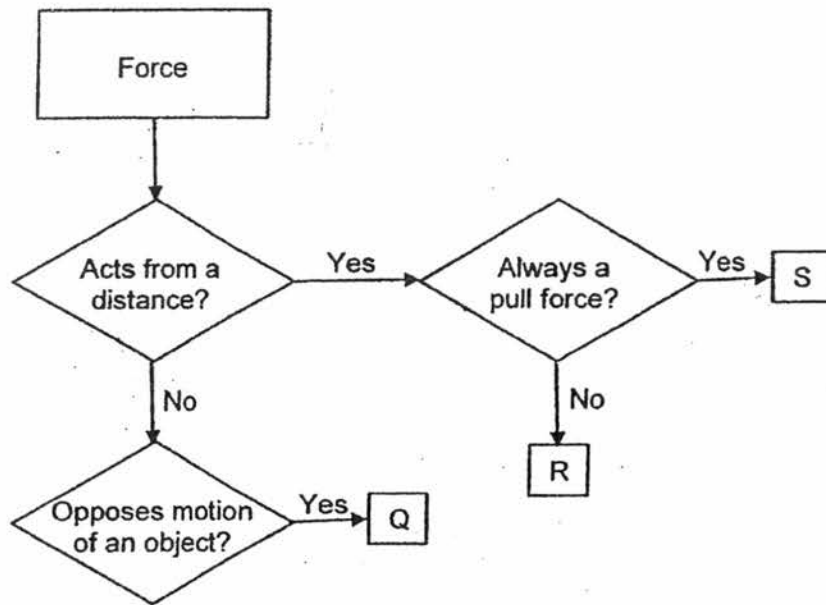 Force
Acts from a
distance?
Yes
Always a
pull force?
Yes
S
No
No
R
Opposes motion
of an object?
Yes
Q